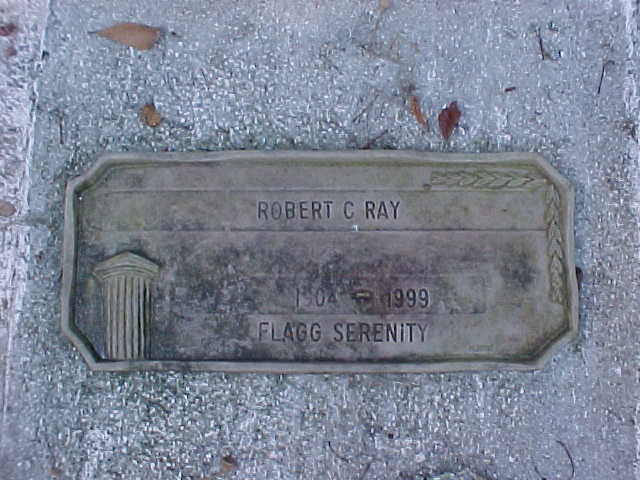 ROBERT C RAY
1904 - 1999
FLAGG SERENITY